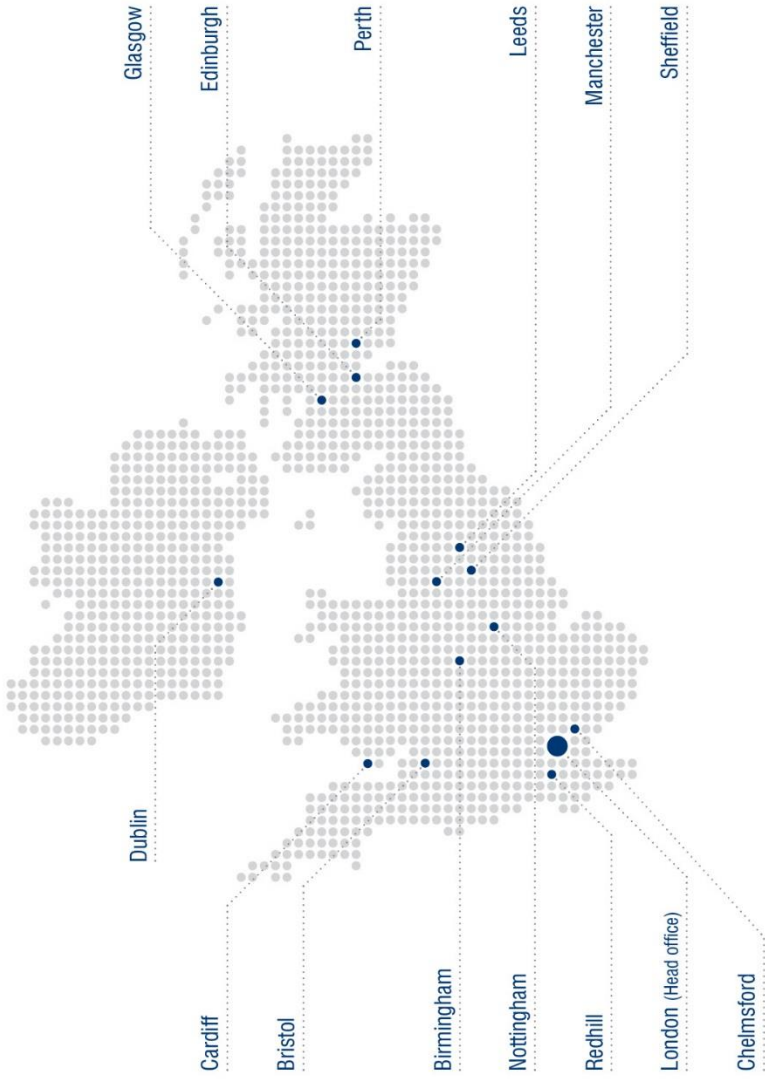 Glasgow
Edinburgh
Perth
Leeds
Manchester
Sheffield
Dublin
Cardiff
Bristol
Birmingham
Nottingham
Redhill
London (Head office)
Chelmsford